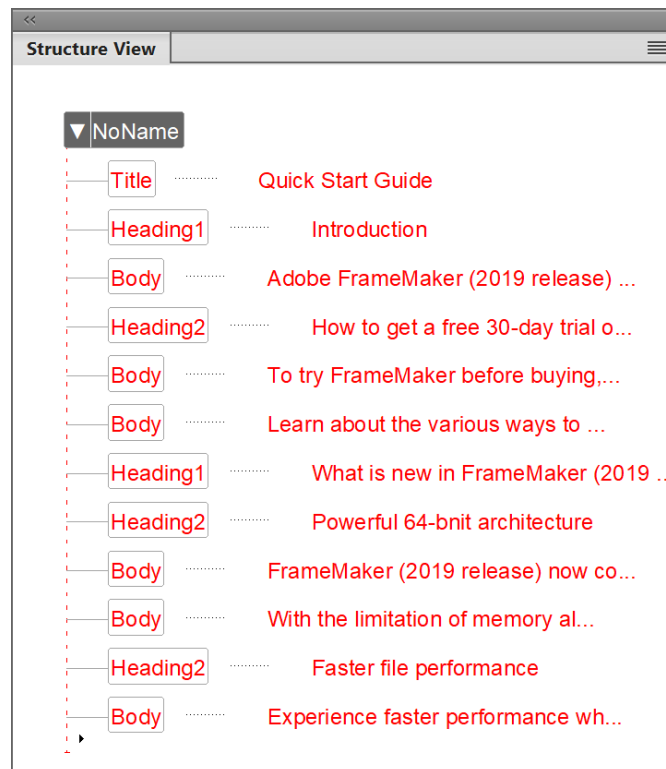 Structure View
NoName
Title Quick Start Guide
Heading1 Introduction
Body Adobe FrameMaker (2019 release) ...
Heading2 How to get a free 30-day trial o...
Body To try FrameMaker before buying,...
Body Learn about the various ways to ...
Heading1 What is new in FrameMaker (2019 ..
Heading2 Powerful 64-bnit architecture
Body FrameMaker (2019 release) now co...
Body With the limitation of memory al...
Heading2 Faster file performance
Body Experience faster performance wh...